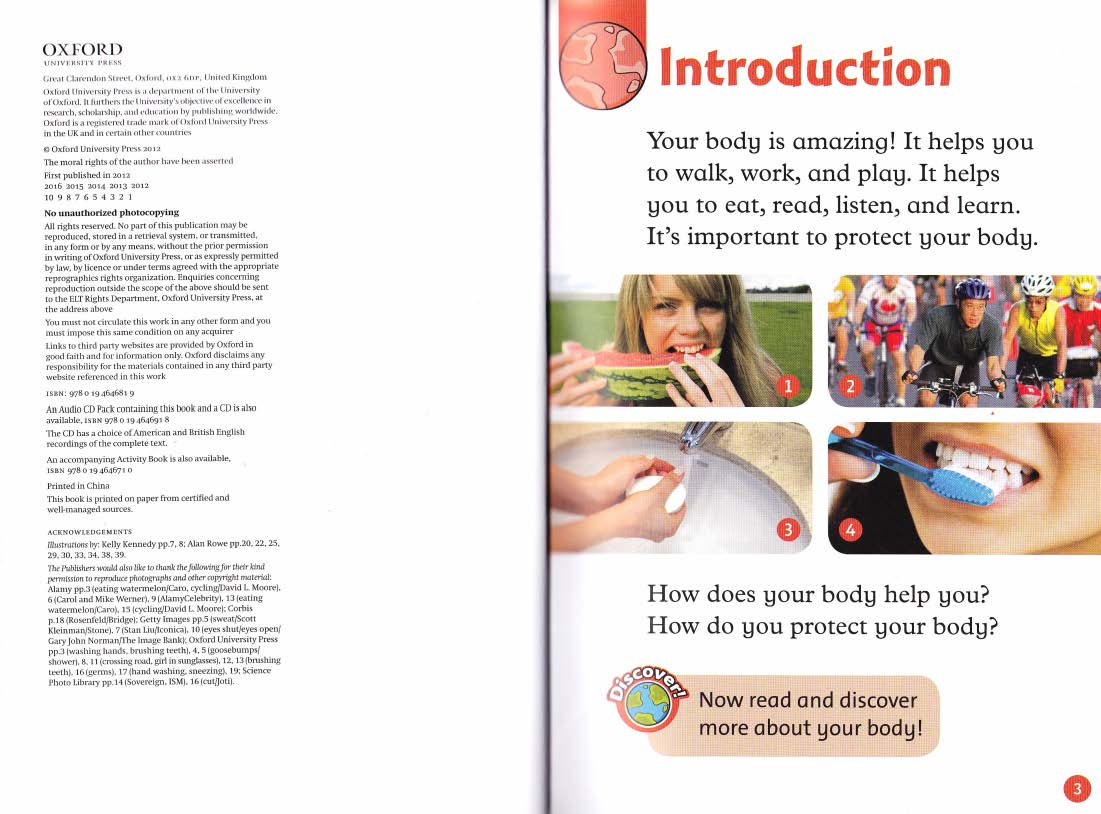 OXFORD
UNIVERSITY PRESS
Great Clarendon Street, Oxford, OX2 6DP, United Kingdom
Oxford University Press is a department of the University
of Oxford. It furthers the University's objective of excellence in
research, scholarship, and education by publishing worldwide.
Oxford is a registered trade mark of Oxford University Press
in the UK and in certain other countries
© Oxford University Press 2012
The moral rights of the author have been asserted
First published in 2012
2016 2015 2014 2013 2012
10 9 8 7 6 5 4 3 2 1
No unauthorized photocopying
All rights reserved. No part of this publication may be
reproduced, stored in a retrieval system, or transmitted,
in any form or by any means, without the prior permission
in writing of Oxford University Press, or as expressly permitted
by law, by licence or under terms agreed with the appropriate
reprographics rights organization. Enquiries concerning
reproduction outside the scope of the above should be sent
to the ELT Rights Department, Oxford University Press, at
the address above
You must not circulate this work in any other form and you
must impose this same condition on any acquirer
Links to third party websites are provided by Oxford in
good faith and for information only. Oxford disclaims any
responsibility for the materials contained in any third party
website referenced in this work
ISBN: 978 0 19 464681 9
An Audio CD Pack containing this book and a CD is also
available, ISBN 978 0 19 464691 8
The CD has a choice of American and British English
recordings of the complete text.
An accompanying Activity Book is also available,
ISBN 978 0 19 464671 0
Printed in China
This book is printed on paper from certified and
well-managed sources.
ACKNOWLEDGEMENTS
Illustrations by: Kelly Kennedy pp.7, 8; Alan Rowe pp.20, 22, 25,
29, 30, 33, 34, 38, 39.
The Publishers would also like to thank the following for their kind
permission to reproduce photographs and other copyright material:
Alamy pp.3 (eating watermelon/Caro, cycling/David L. Moore),
6 (Carol and Mike Werner), 9 (AlamyCelebrity), 13 (eating
watermelon/Caro), 15 (cycling/David L. Moore); Corbis
p.18 (Rosenfeld/Bridge); Getty Images pp.5 (sweat/Scott
Kleinman/Stone), 7 (Stan Liu/Iconica), 10 (eyes shut/eyes open/
Gary John Norman/The Image Bank); Oxford University Press
pp.3 (washing hands, brushing teeth), 4, 5 (goosebumps/
shower), 8, 11 (crossing road, girl in sunglasses), 12, 13 (brushing
teeth), 16 (germs), 17 (hand washing, sneezing), 19; Science
Photo Library pp.14 (Sovereign, ISM), 16 (cut/Joti).
Introduction
Your body is amazing! It helps you
to walk, work, and play. It helps
you to eat, read, listen, and learn.
It's important to protect your body.
1
2
3
4
How does your body help you?
How do you protect your body?
Discover!
Now read and discover
more about your body!
3